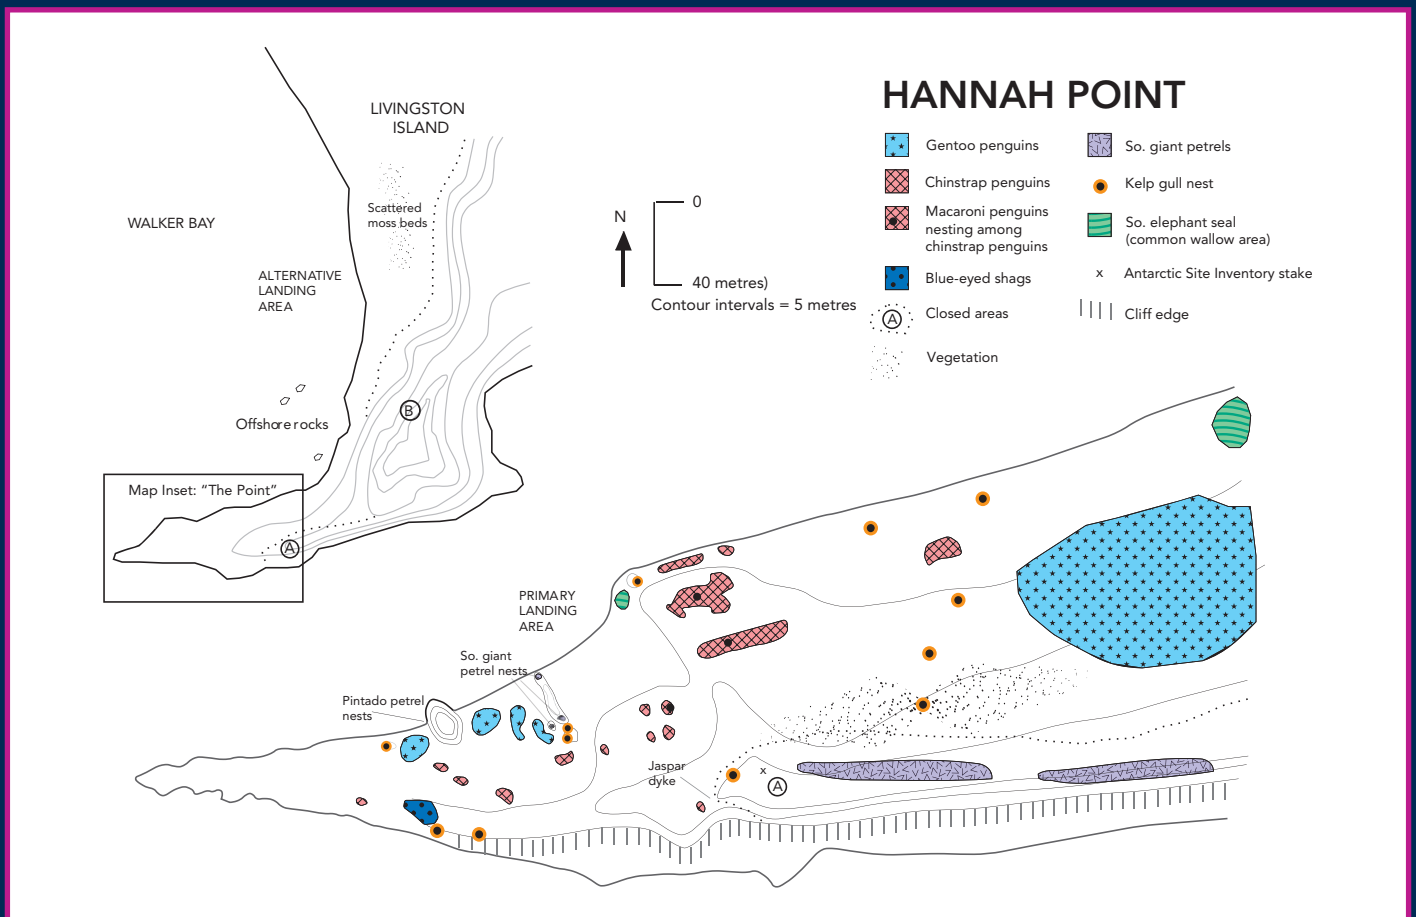 HANNAH POINT
LIVINGSTON
ISLAND
Scattered
moss beds
WALKER BAY
ALTERNATIVE
LANDING
AREA
Offshore rocks
B
Map Inset: “The Point”
A
N
0
40 metres)
Contour intervals = 5 metres
Gentoo penguins
Chinstrap penguins
Macaroni penguins
nesting among
chinstrap penguins
Blue-eyed shags
A
Closed areas
Vegetation
So. giant petrels
Kelp gull nest
So. elephant seal
(common wallow area)
x
Antarctic Site Inventory stake
Cliff edge
PRIMARY
LANDING
AREA
So. giant
petrel nests
Pintado petrel
nests
Jaspar
dyke
x
A